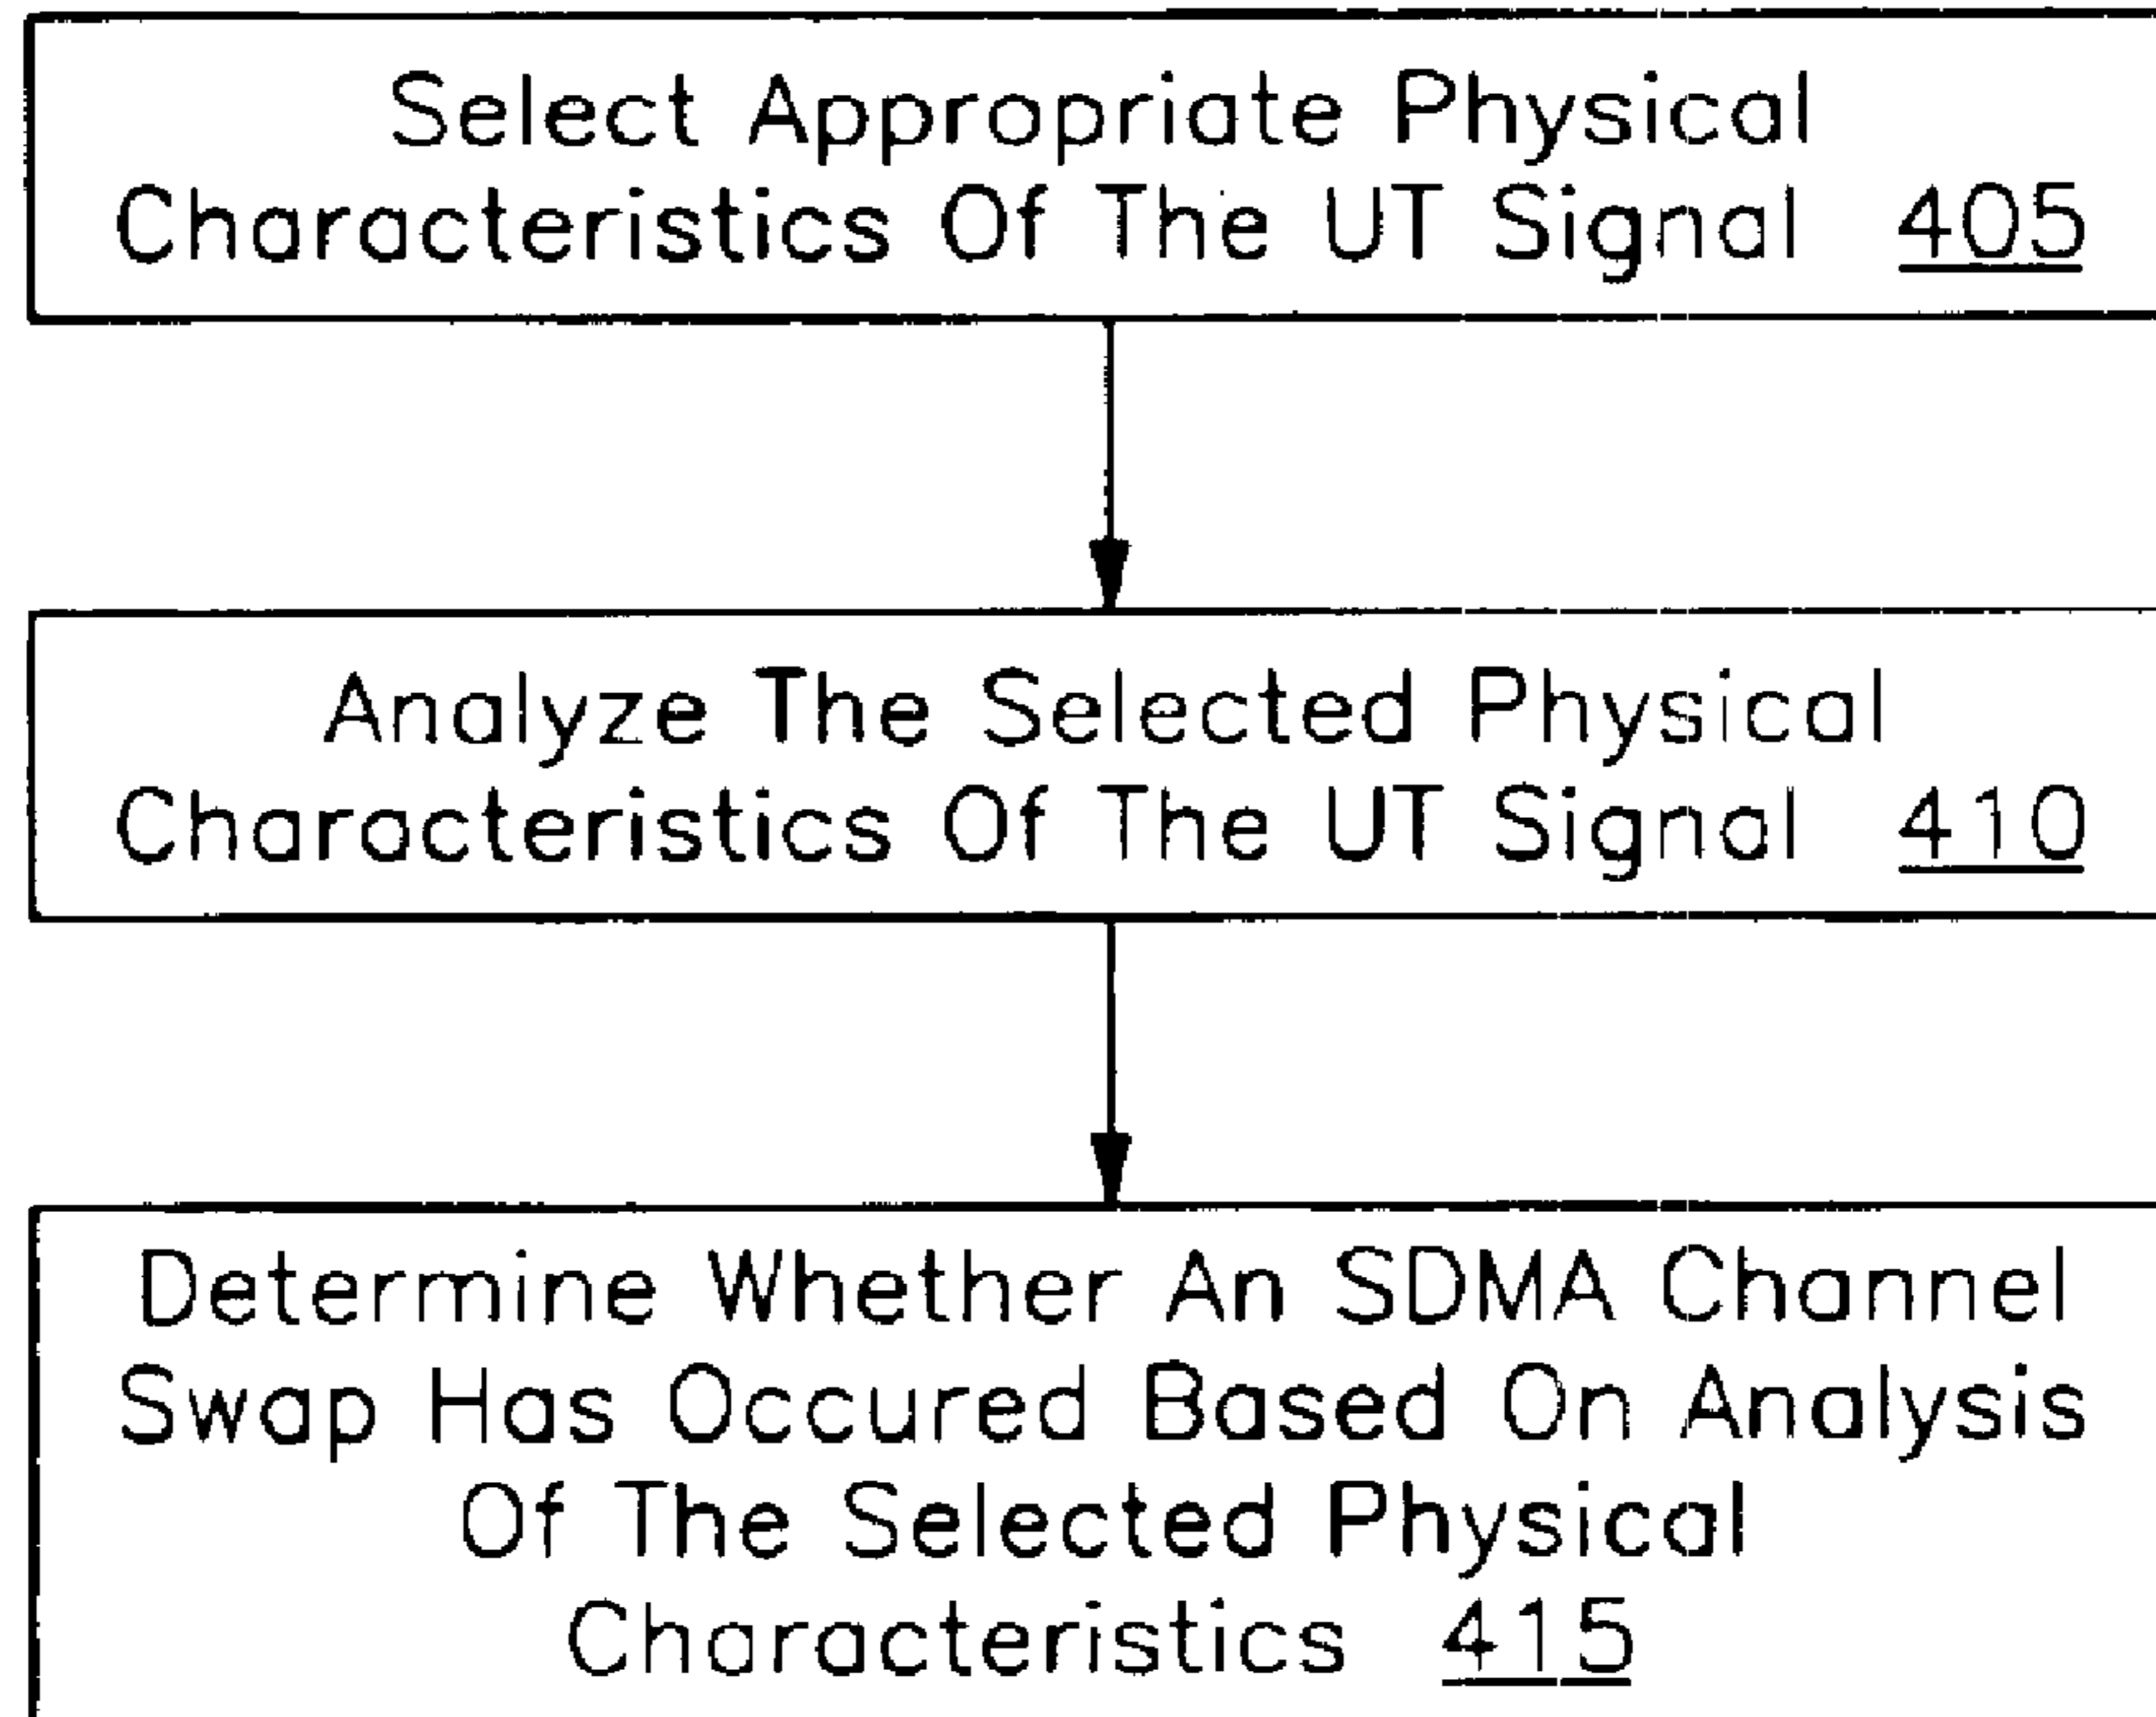 Select Appropriate Physical
Characteristics Of The UT Signal 405
Analyze The Selected Physical
Characteristics Of The UT Signal 410
Determine Whether An SDMA Channel
Swap Has Occured Based On Analysis
Of The Selected Physical
Characteristics 415